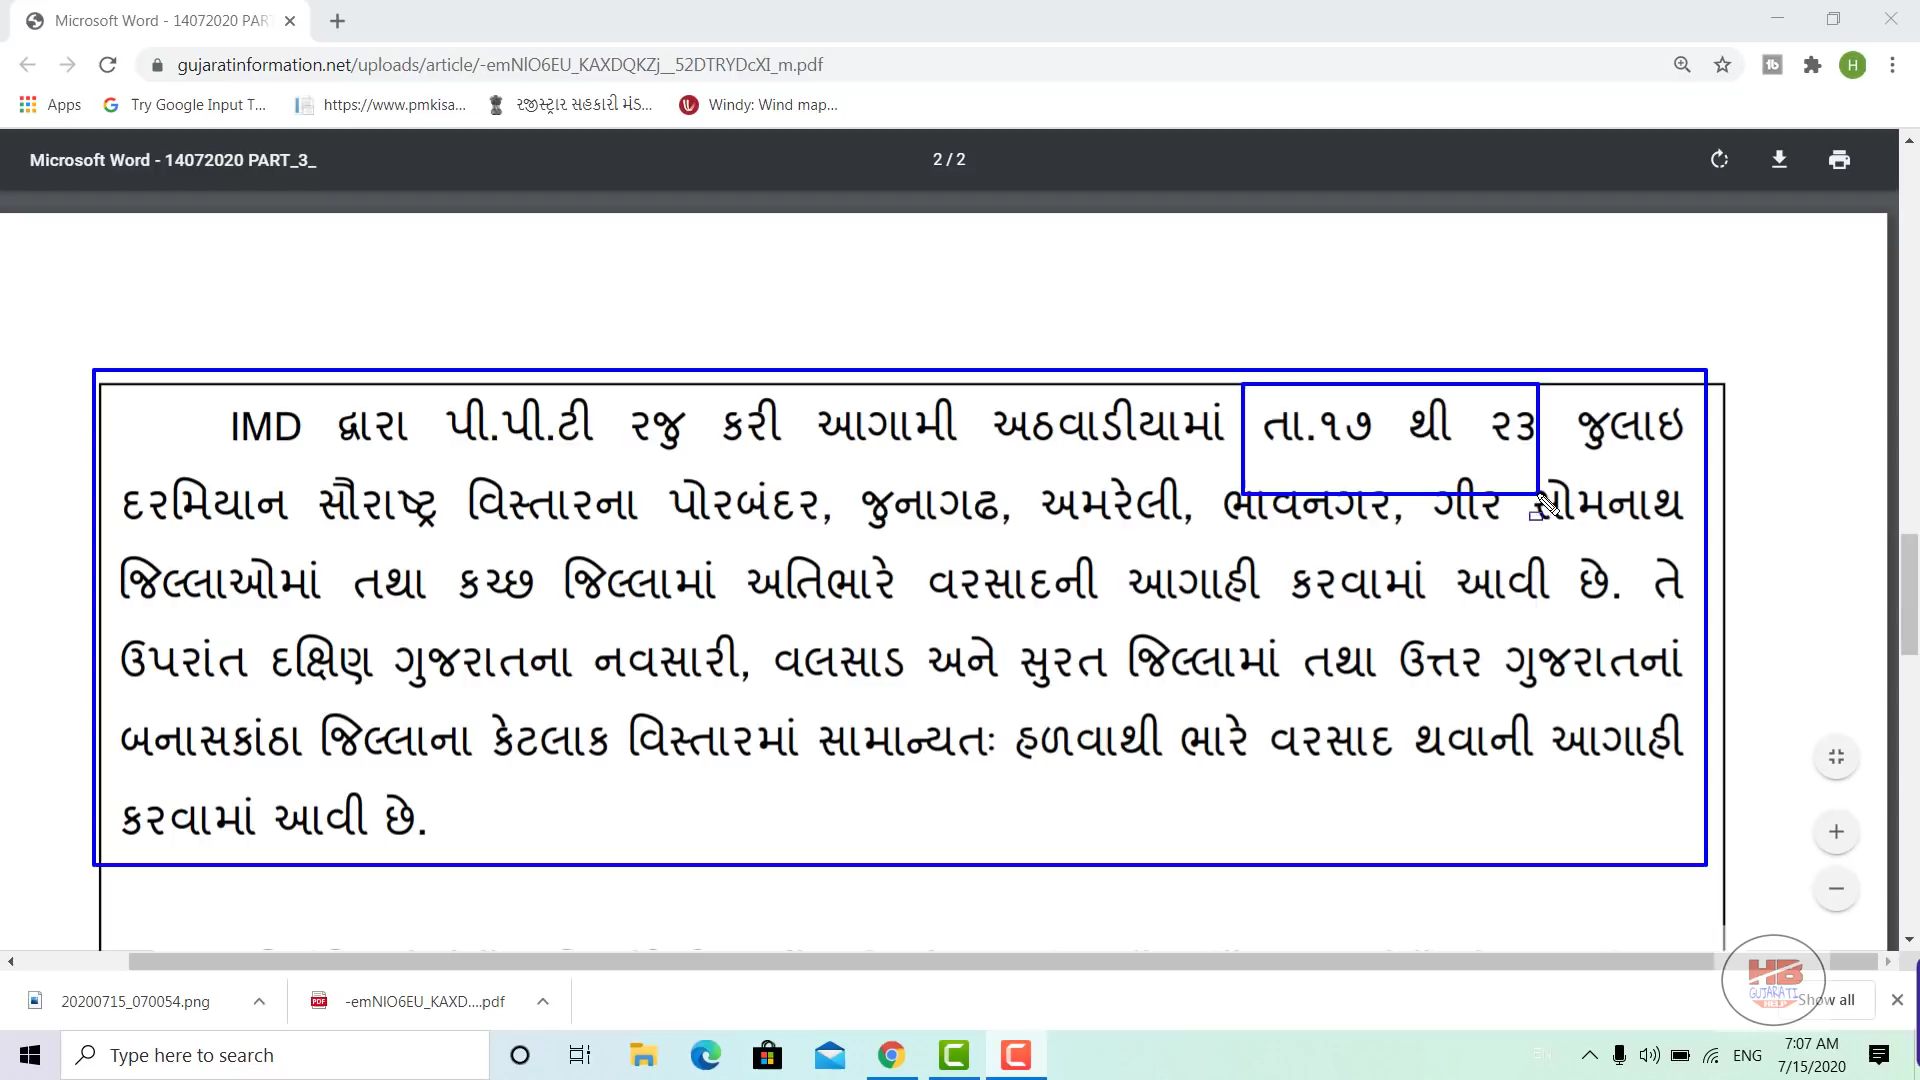 Microsoft Word - 14072020 PAR
gujaratinformation.net/uploads/article/-emNlO6EU_KAXDQKZj__52DTRYDcXI_m.pdf
H
Apps
Try Google Input T...
https://www.pmkisa...
રજીસ્ટ્રાર સહકારી મંડ...
Windy: Wind map...
Microsoft Word - 14072020 PART_3_
2 / 2
IMD દ્વારા પી.પી.ટી રજુ કરી આગામી અઠવાડીયામાં તા.૧૭ થી ૨૩ જુલાઇ
દરમિયાન સૌરાષ્ટ્ર વિસ્તારના પોરબંદર, જુનાગઢ, અમરેલી, ભાવનગર, ગીર સોમનાથ
જિલ્લાઓમાં તથા કચ્છ જિલ્લામાં અતિભારે વરસાદની આગાહી કરવામાં આવી છે. તે
ઉપરાંત દક્ષિણ ગુજરાતના નવસારી, વલસાડ અને સુરત જિલ્લામાં તથા ઉત્તર ગુજરાતનાં
બનાસકાંઠા જિલ્લાના કેટલાક વિસ્તારમાં સામાન્યતઃ હળવાથી ભારે વરસાદ થવાની આગાહી
કરવામાં આવી છે.
20200715_070054.png
-emNlO6EU_KAXD....pdf
HB
GUJARATI
HELP
Show all
Type here to search
ENG
7:07 AM
7/15/2020